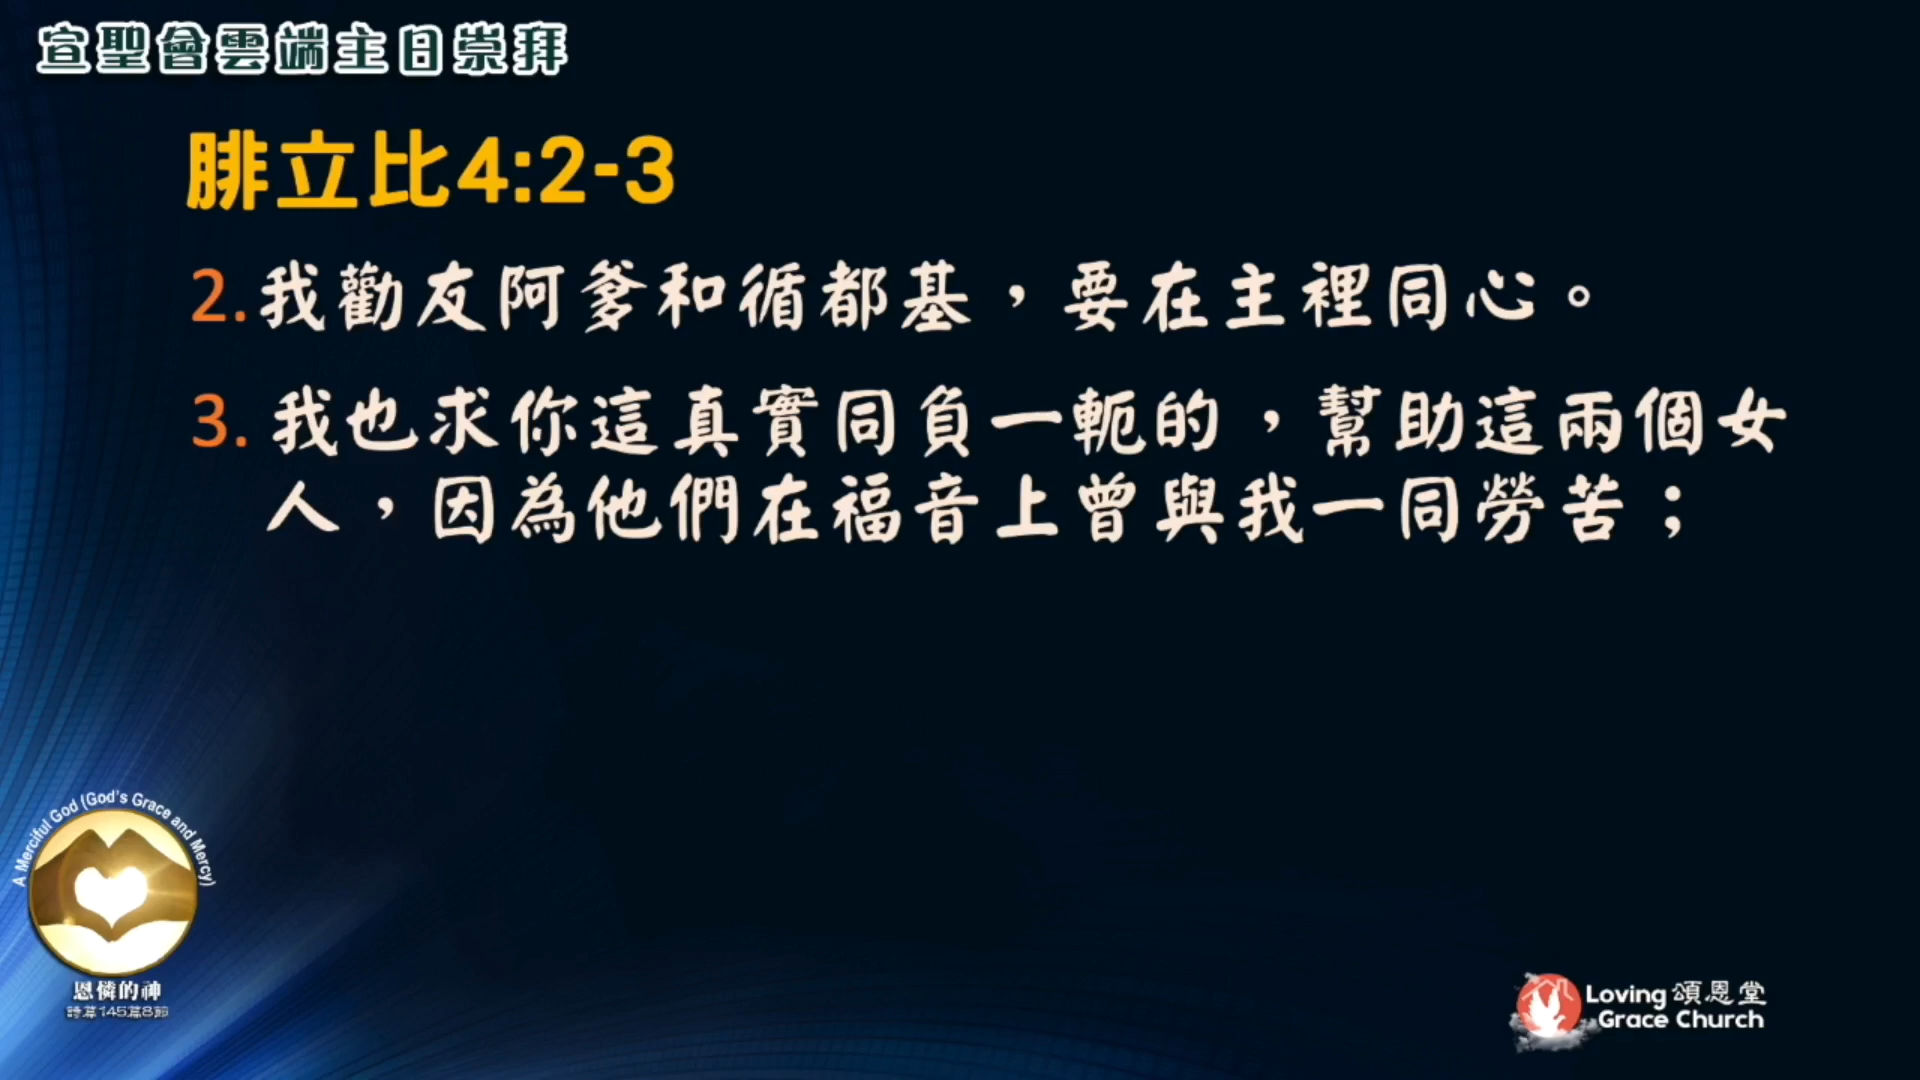 宣聖會雲端主日崇拜
腓立比4:2-3
2.我勸友阿爹和循都基，要在主裡同心。
3. 我也求你這真實同負一軛的，幫助這兩個女
人，因為他們在福音上曾與我一同勞苦；
A Merciful God (God's Grace and Mercy)
恩憐的神
詩篇145篇8節
Loving 頌恩堂
Grace Church